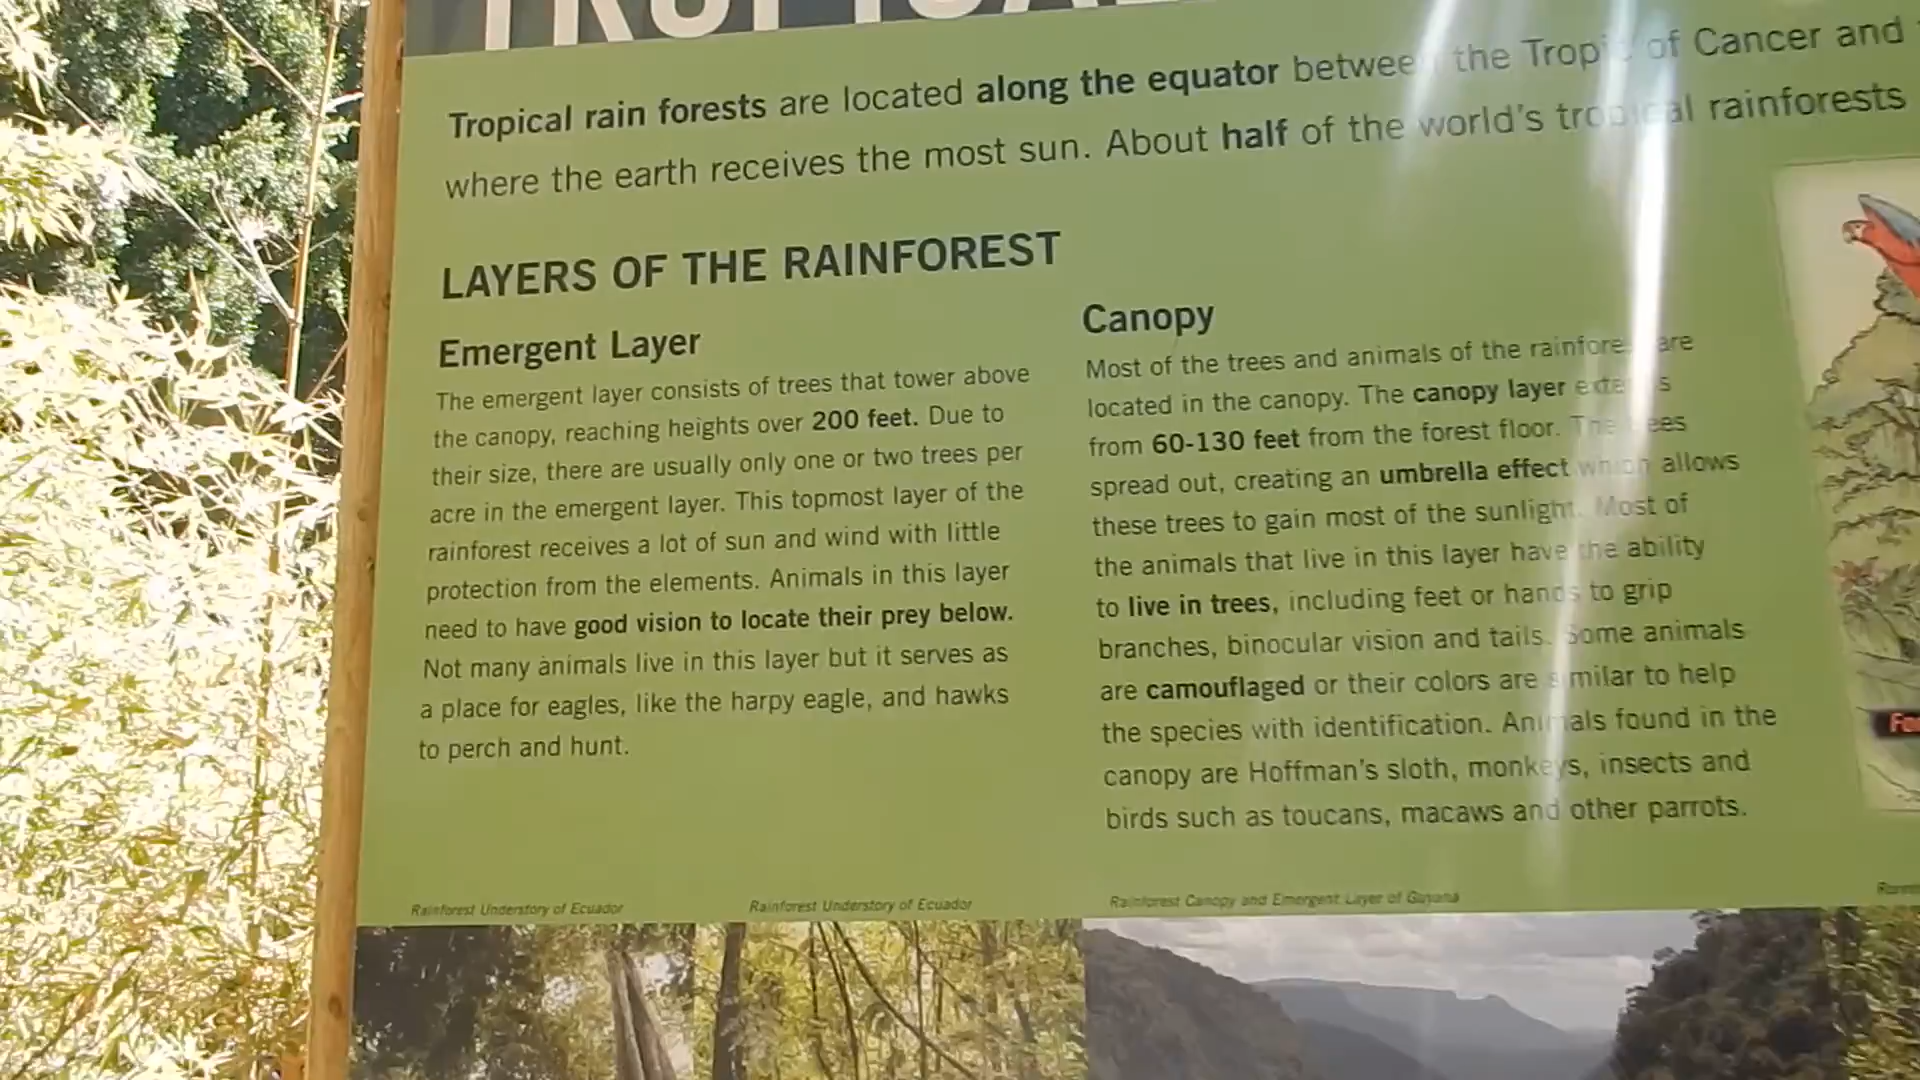 Tropical rain forests are located along the equator between the Tropic of Cancer and
where the earth receives the most sun. About half of the world's tropical rainforests
LAYERS OF THE RAINFOREST
Emergent Layer
The emergent layer consists of trees that tower above
the canopy, reaching heights over 200 feet. Due to
their size, there are usually only one or two trees per
acre in the emergent layer. This topmost layer of the
rainforest receives a lot of sun and wind with little
protection from the elements. Animals in this layer
need to have good vision to locate their prey below.
Not many animals live in this layer but it serves as
a place for eagles, like the harpy eagle, and hawks
to perch and hunt.
Canopy
Most of the trees and animals of the rainforest are
located in the canopy. The canopy layer extends
from 60-130 feet from the forest floor. The trees
spread out, creating an umbrella effect which allows
these trees to gain most of the sunlight. Most of
the animals that live in this layer have the ability
to live in trees, including feet or hands to grip
branches, binocular vision and tails. Some animals
are camouflaged or their colors are similar to help
the species with identification. Animals found in the
canopy are Hoffman's sloth, monkeys, insects and
birds such as toucans, macaws and other parrots.
Rainforest Understory of Ecuador
Rainforest Understory of Ecuador
Rainforest Canopy and Emergent Layer of Guyana